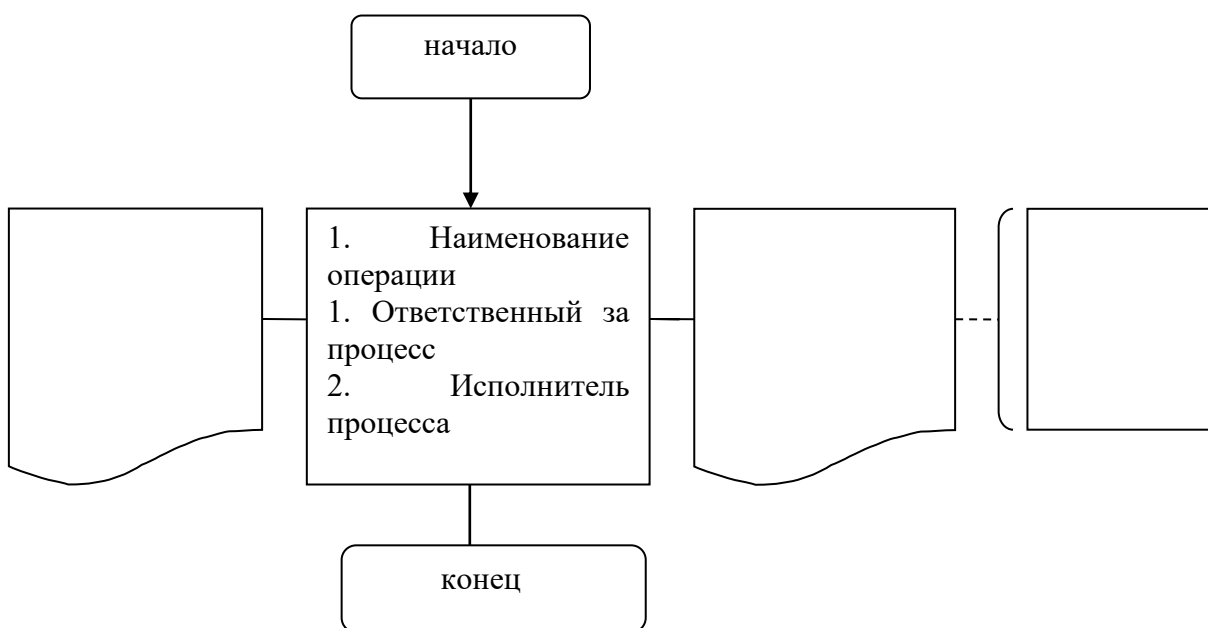 начало
1. Наименование
операции
1. Ответственный за
процесс
2. Исполнитель
процесса
конец